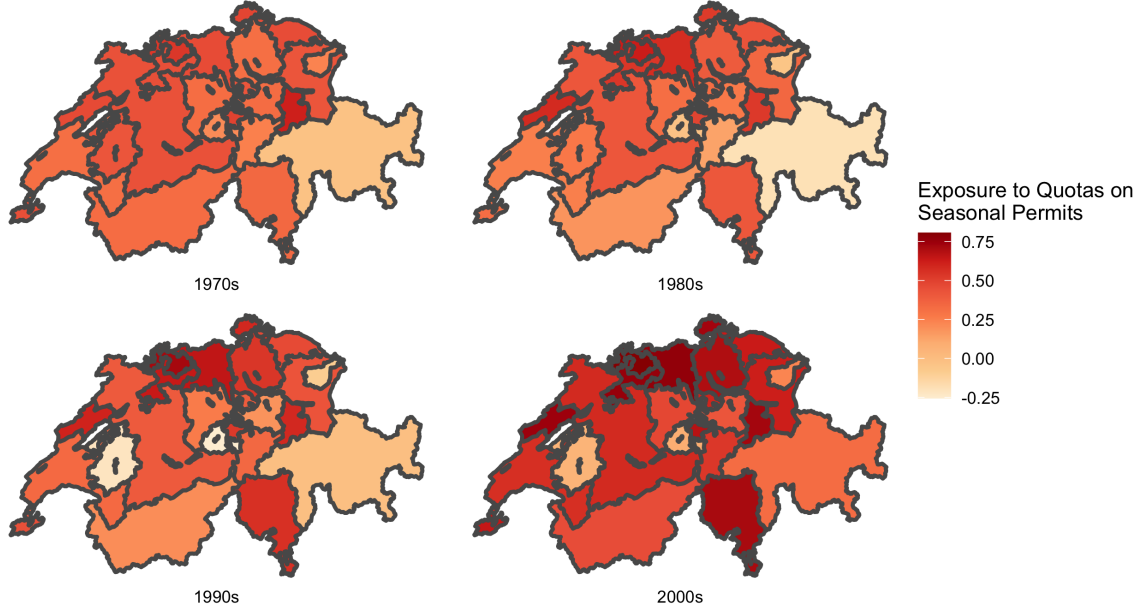 1970s
1980s
Exposure to Quotas on
Seasonal Permits
0.75
0.50
0.25
0.00
-0.25
1990s
2000s